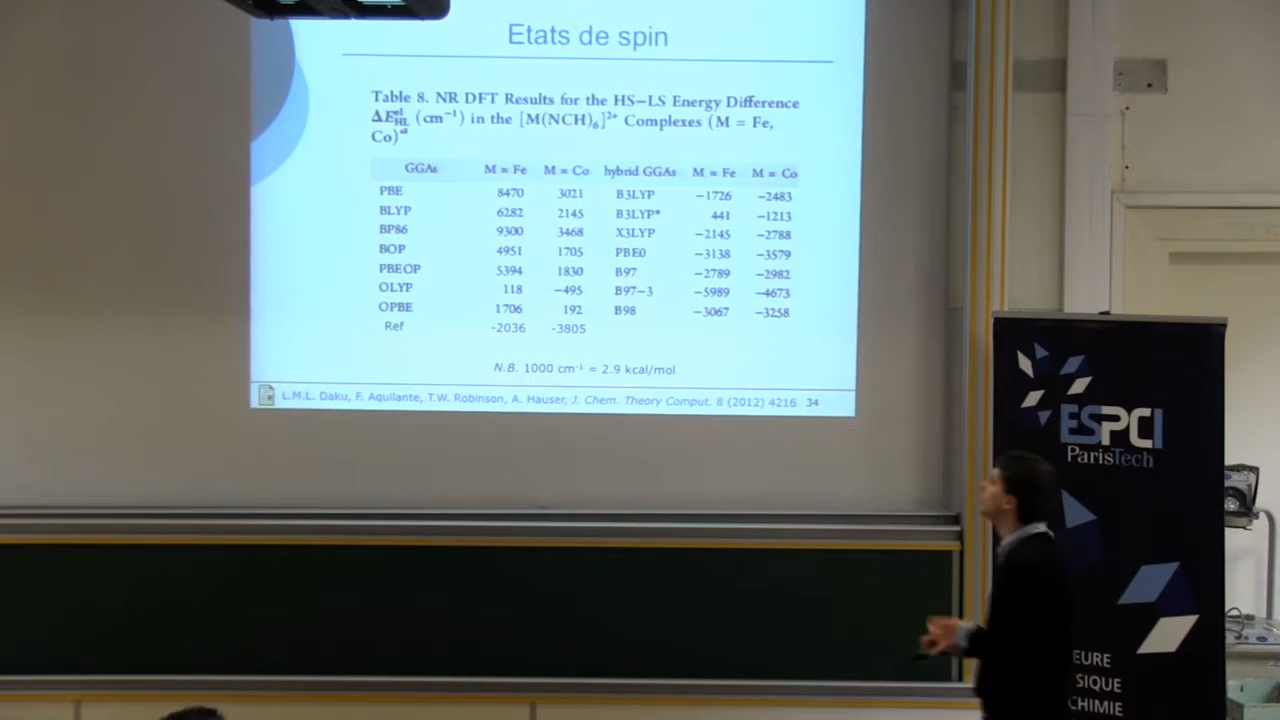 Etats de spin
Table 8. NR DFT Results for the HS−LS Energy Difference
ΔE^el_HL (cm⁻¹) in the [M(NCH)₆]²⁺ Complexes (M = Fe,
Co)ᵃ
GGAs M = Fe M = Co hybrid GGAs M = Fe M = Co
PBE 8470 3021 B3LYP −1726 −2483
BLYP 6282 2145 B3LYP* 441 −1213
BP86 9300 3468 X3LYP −2145 −2788
BOP 4951 1705 PBE0 −3138 −3579
PBEOP 5394 1830 B97 −2789 −2982
OLYP 118 −495 B97−3 −5989 −4673
OPBE 1706 192 B98 −3067 −3258
Ref -2036 -3805
N.B. 1000 cm⁻¹ = 2.9 kcal/mol
L.M.L. Daku, F. Aquilante, T.W. Robinson, A. Hauser, J. Chem. Theory Comput. 8 (2012) 4216 34
ESPCI
ParisTech
EURE
SIQUE
CHIMIE